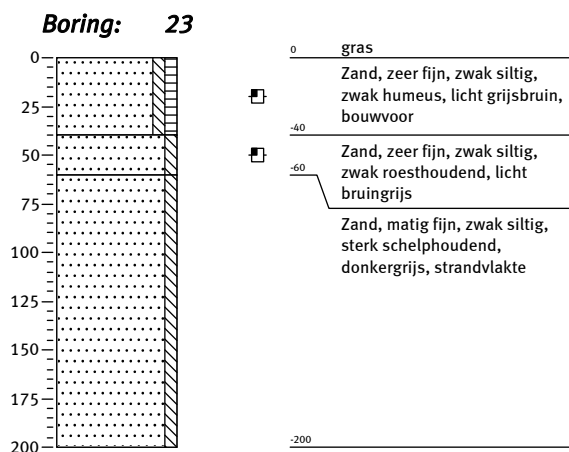 Boring: 23
0
25
50
75
100
125
150
175
200
0
gras
Zand, zeer fijn, zwak siltig,
zwak humeus, licht grijsbruin,
bouwvoor
-40
Zand, zeer fijn, zwak siltig,
zwak roesthoudend, licht
bruingrijs
-60
Zand, matig fijn, zwak siltig,
sterk schelphoudend,
donkergrijs, strandvlakte
-200